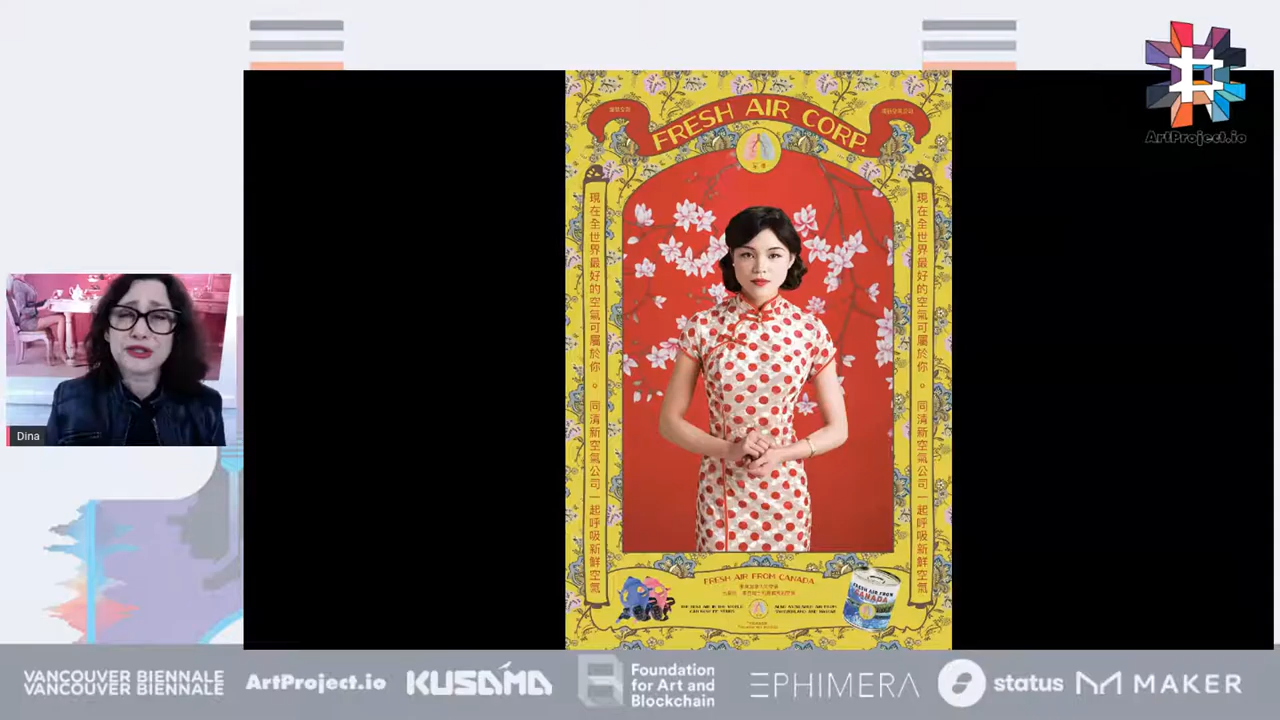 ArtProject.io
FRESH AIR CORP.
現在全世界最好的空氣可屬於你。同清新空氣公司一起呼吸新鮮空氣
現在全世界最好的空氣可屬於你。同清新空氣公司一起呼吸新鮮空氣
Dina
FRESH AIR FROM CANADA
FRESH AIR FROM
CANADA
VANCOUVER BIENNALE
VANCOUVER BIENNALE
ArtProject.io
KUSAMA
Foundation
for Art and
Blockchain
EPHIMERA
status
MAKER